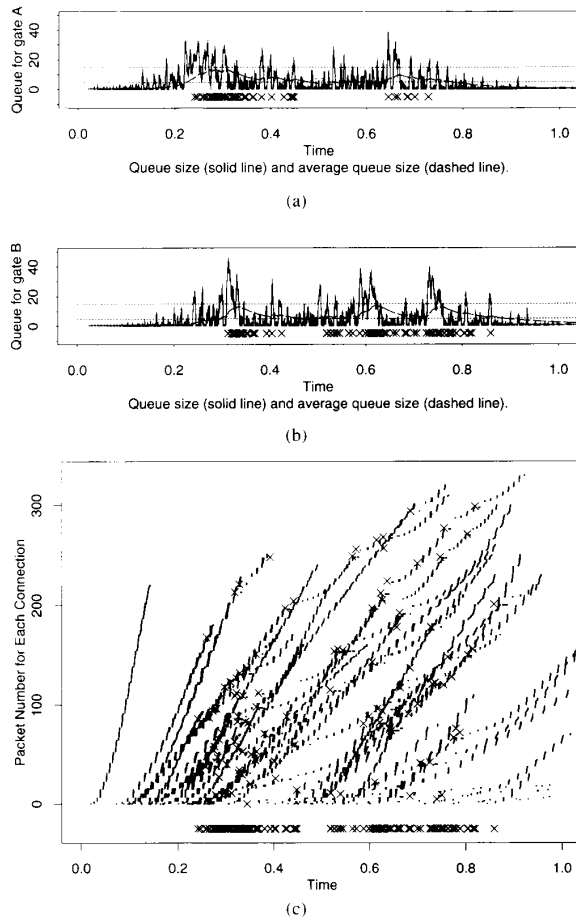 Queue for gate A
0 20 40
0.0 0.2 0.4 0.6 0.8 1.0
Time
Queue size (solid line) and average queue size (dashed line).
(a)
Queue for gate B
0 20 40
0.0 0.2 0.4 0.6 0.8 1.0
Time
Queue size (solid line) and average queue size (dashed line).
(b)
Packet Number for Each Connection
300
200
100
0
0.0 0.2 0.4 0.6 0.8 1.0
Time
(c)